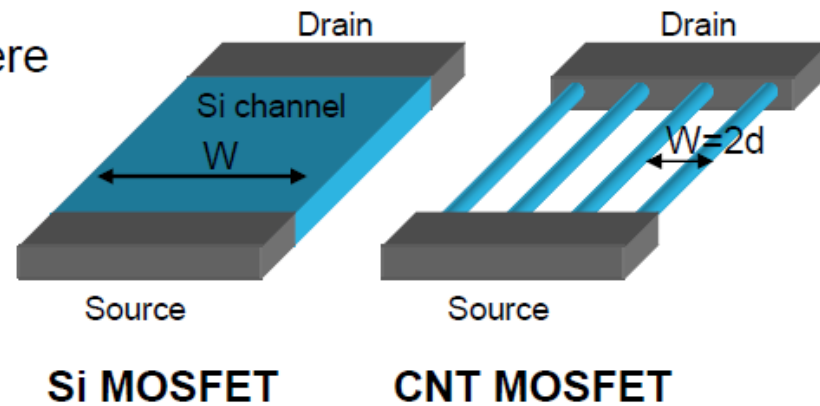 ere
Drain
Si channel
W
Source
Si MOSFET
Drain
W=2d
Source
CNT MOSFET